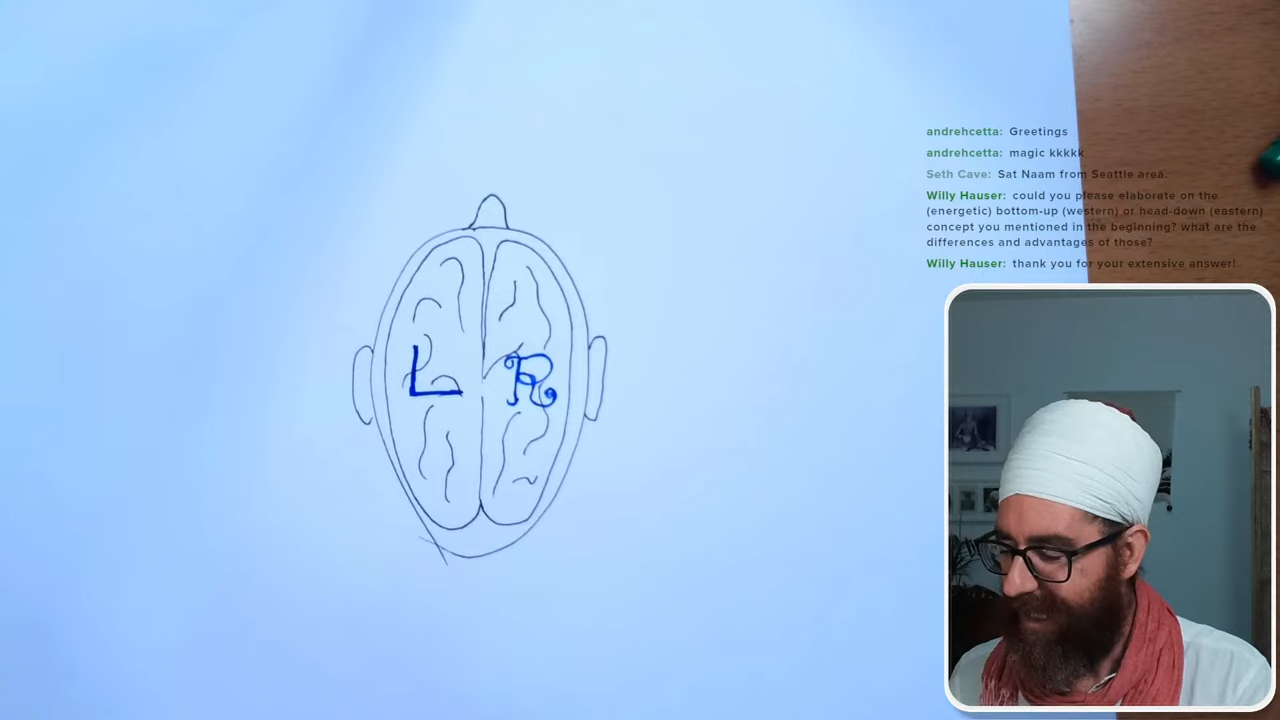 andrehcetta: Greetings
andrehcetta: magic kkkkk
Seth Cave: Sat Naam from Seattle area.
Willy Hauser: could you please elaborate on the
(energetic) bottom-up (western) or head-down (eastern)
concept you mentioned in the beginning? what are the
differences and advantages of those?
Willy Hauser: thank you for your extensive answer!
L R